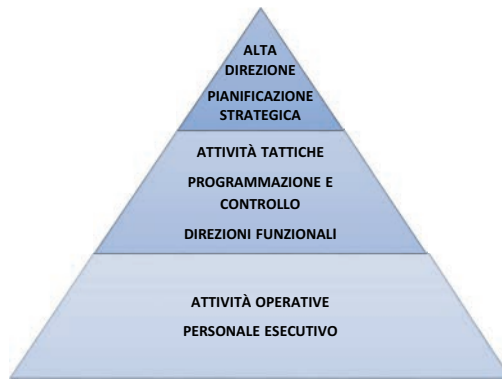 ALTA
DIREZIONE
PIANIFICAZIONE
STRATEGICA
ATTIVITÀ TATTICHE
PROGRAMMAZIONE E
CONTROLLO
DIREZIONI FUNZIONALI
ATTIVITÀ OPERATIVE
PERSONALE ESECUTIVO